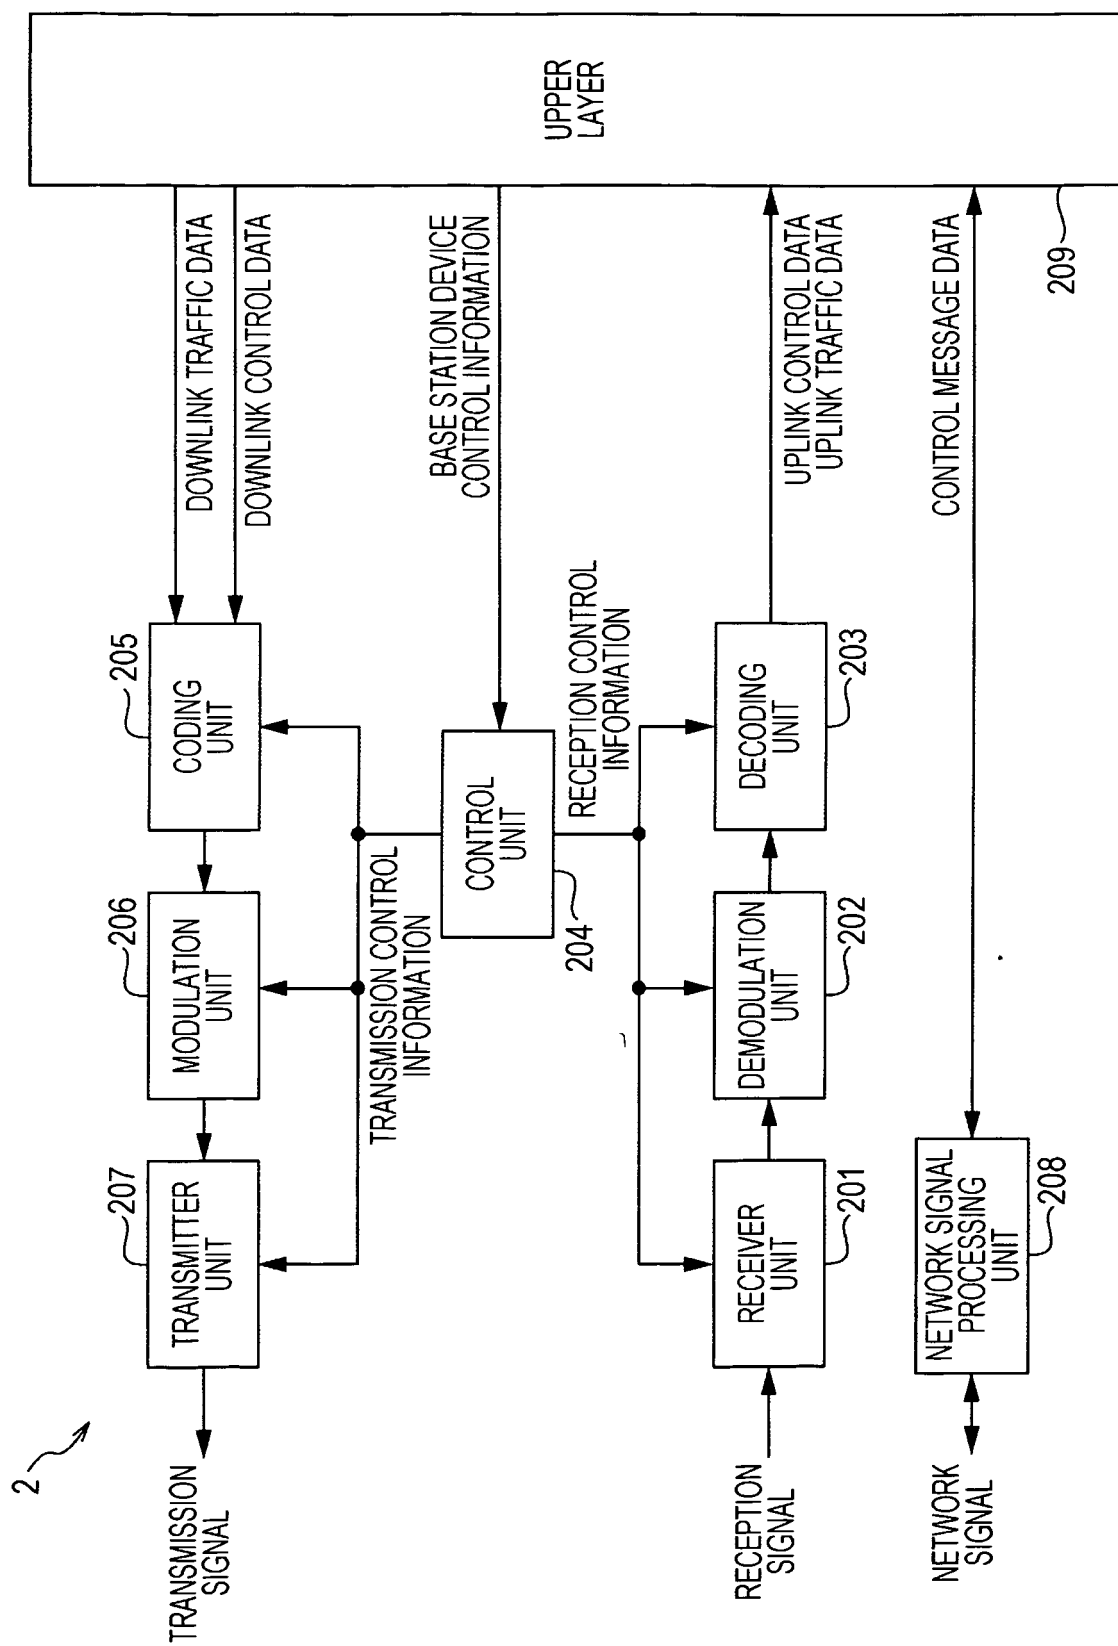 2
TRANSMISSION
SIGNAL
207
TRANSMITTER
UNIT
206
MODULATION
UNIT
205
CODING
UNIT
DOWNLINK TRAFFIC DATA
DOWNLINK CONTROL DATA
TRANSMISSION CONTROL
INFORMATION
CONTROL
UNIT
204
BASE STATION DEVICE
CONTROL INFORMATION
RECEPTION CONTROL
INFORMATION
UPPER
LAYER
RECEPTION
SIGNAL
RECEIVER
UNIT
201
DEMODULATION
UNIT
202
DECODING
UNIT
203
UPLINK CONTROL DATA
UPLINK TRAFFIC DATA
NETWORK
SIGNAL
NETWORK SIGNAL
PROCESSING
UNIT
208
CONTROL MESSAGE DATA
209